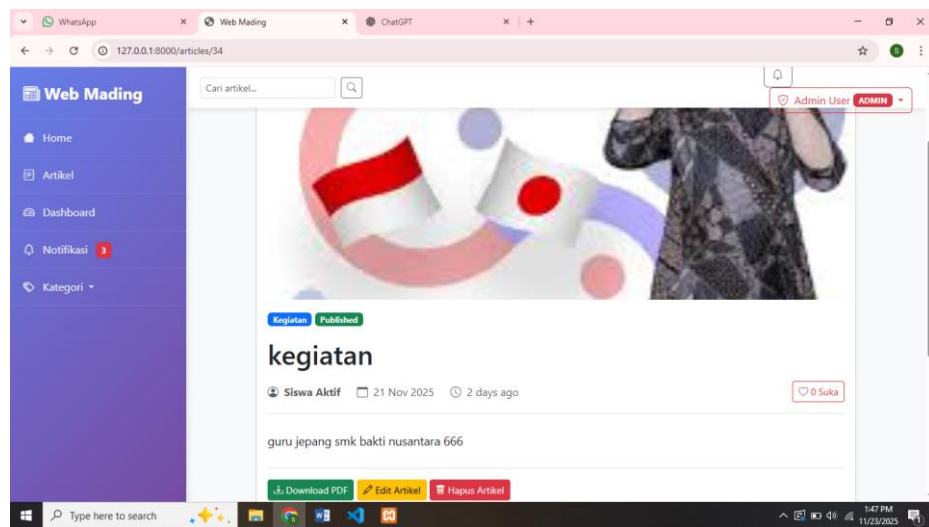 WhatsApp
Web Mading
ChatGPT
127.0.0.1:8000/articles/34
S
Web Mading
Cari artikel...
Admin User ADMIN
Home
Artikel
Dashboard
Notifikasi 3
Kategori
Kegiatan Published
kegiatan
Siswa Aktif 21 Nov 2025 2 days ago
0 Suka
guru jepang smk bakti nusantara 666
Download PDF Edit Artikel Hapus Artikel
Type here to search
1:47 PM
11/23/2025